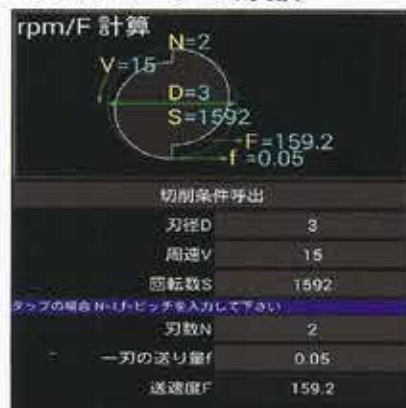 rpm/F 計算
N=2
V=15
D=3
S=1592
F=159.2
f=0.05
切削条件呼出
刃径D 3
周速V 15
回転数S 1592
タップの場合 N=1,f=ピッチを入力して下さい
刃数N 2
一刃の送り量f 0.05
送速度F 159.2